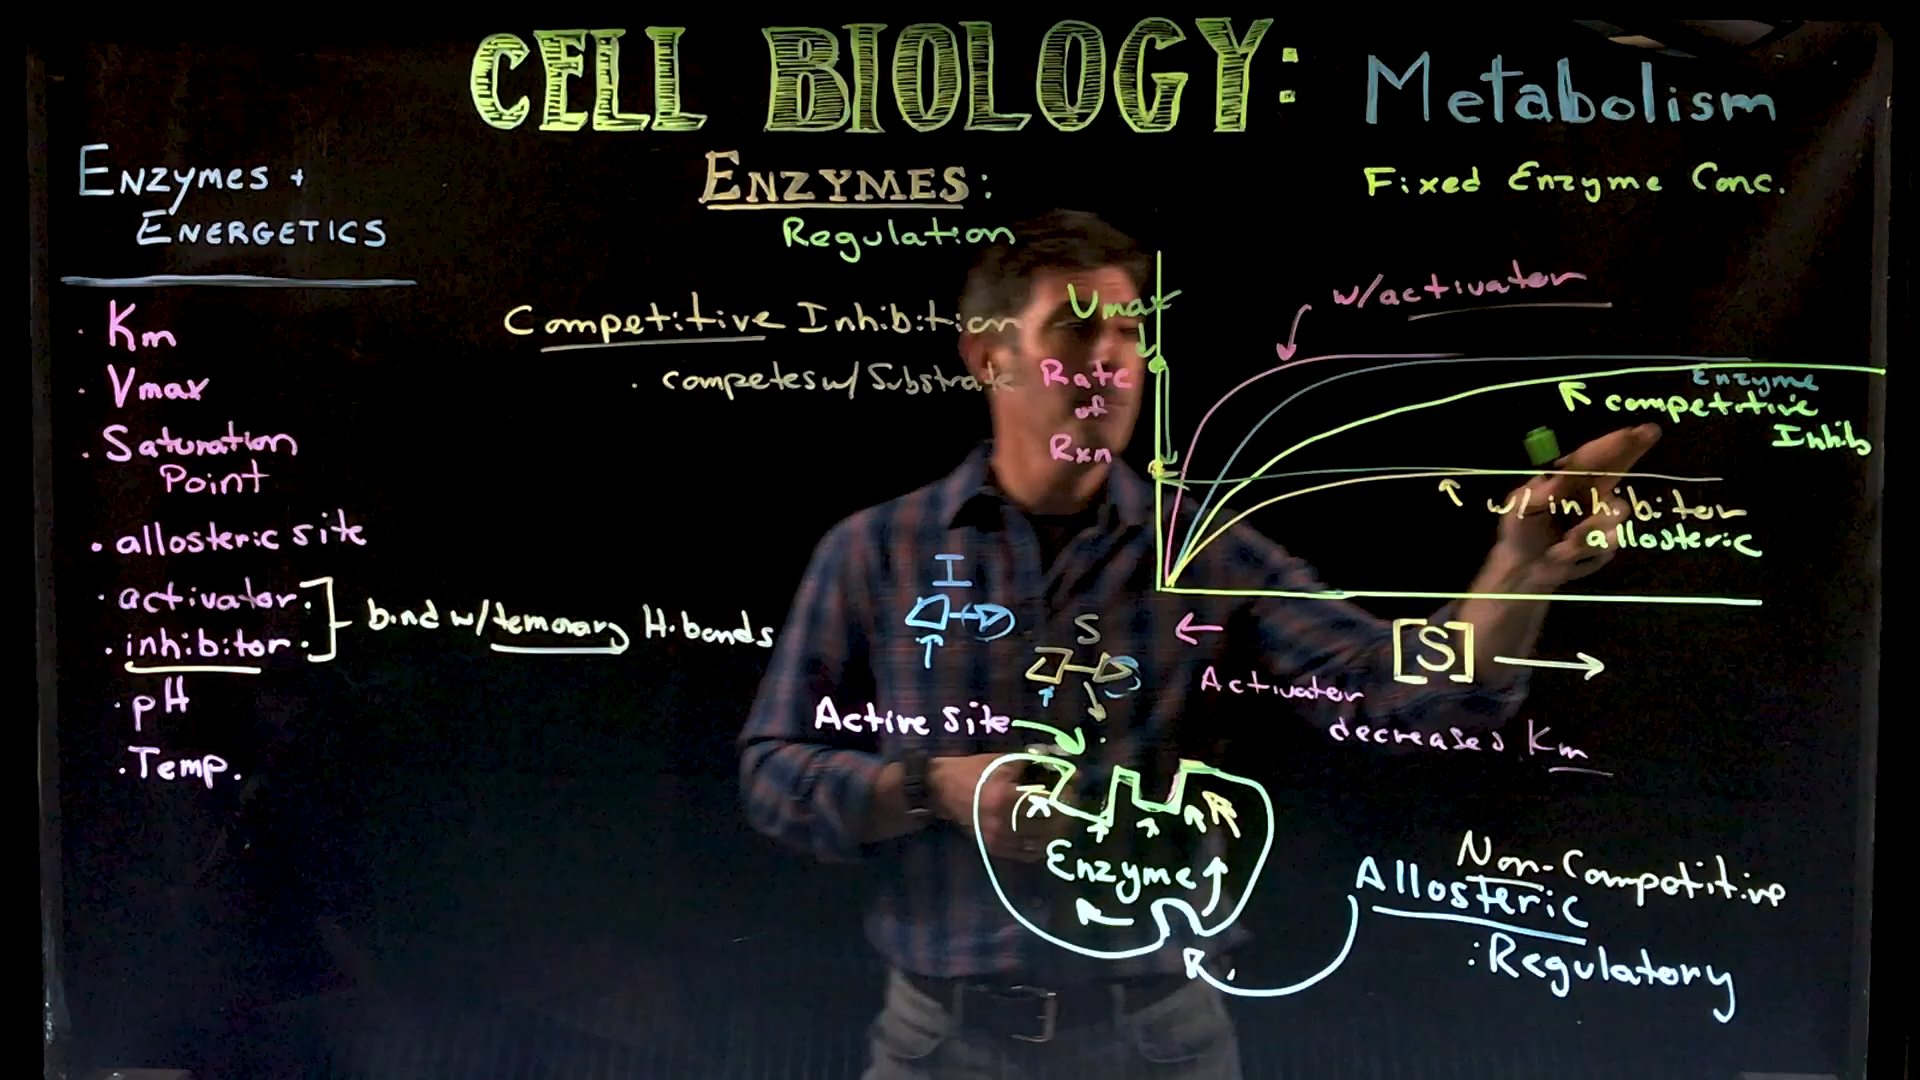 CELL BIOLOGY: Metabolism
Enzymes +
Energetics
· Km
· Vmax
· Saturation
Point
· allosteric site
· activator ·
· inhibitor ·
bind w/ temorary H-bonds
· pH
· Temp.
ENZYMES:
Regulation
Competitive Inhibition
· competes w/ Substrate
Fixed Enzyme Conc.
Vmax
Rate
of
Rxn
w/ activator
Enzyme
competitive
Inhib
w/ inhibitor
allosteric
[S]
Activator
decreases Km
I
S
Active Site
Enzyme
Non-Competitive
Allosteric
: Regulatory